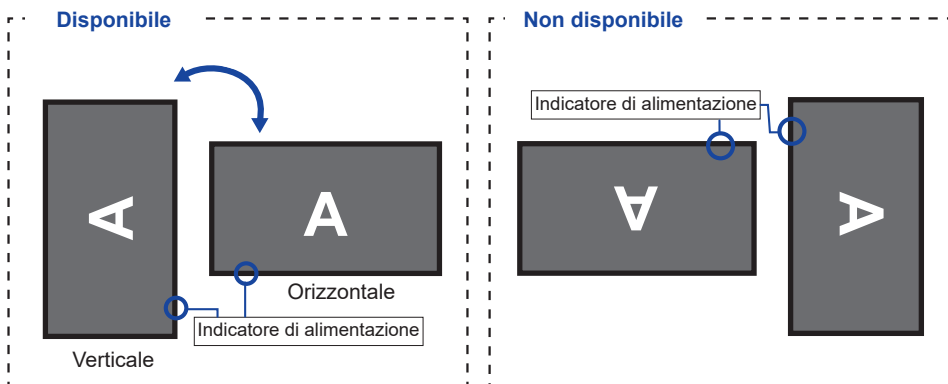 Disponibile
A
A
Orizzontale
Indicatore di alimentazione
Verticale
Non disponibile
Indicatore di alimentazione
A
A